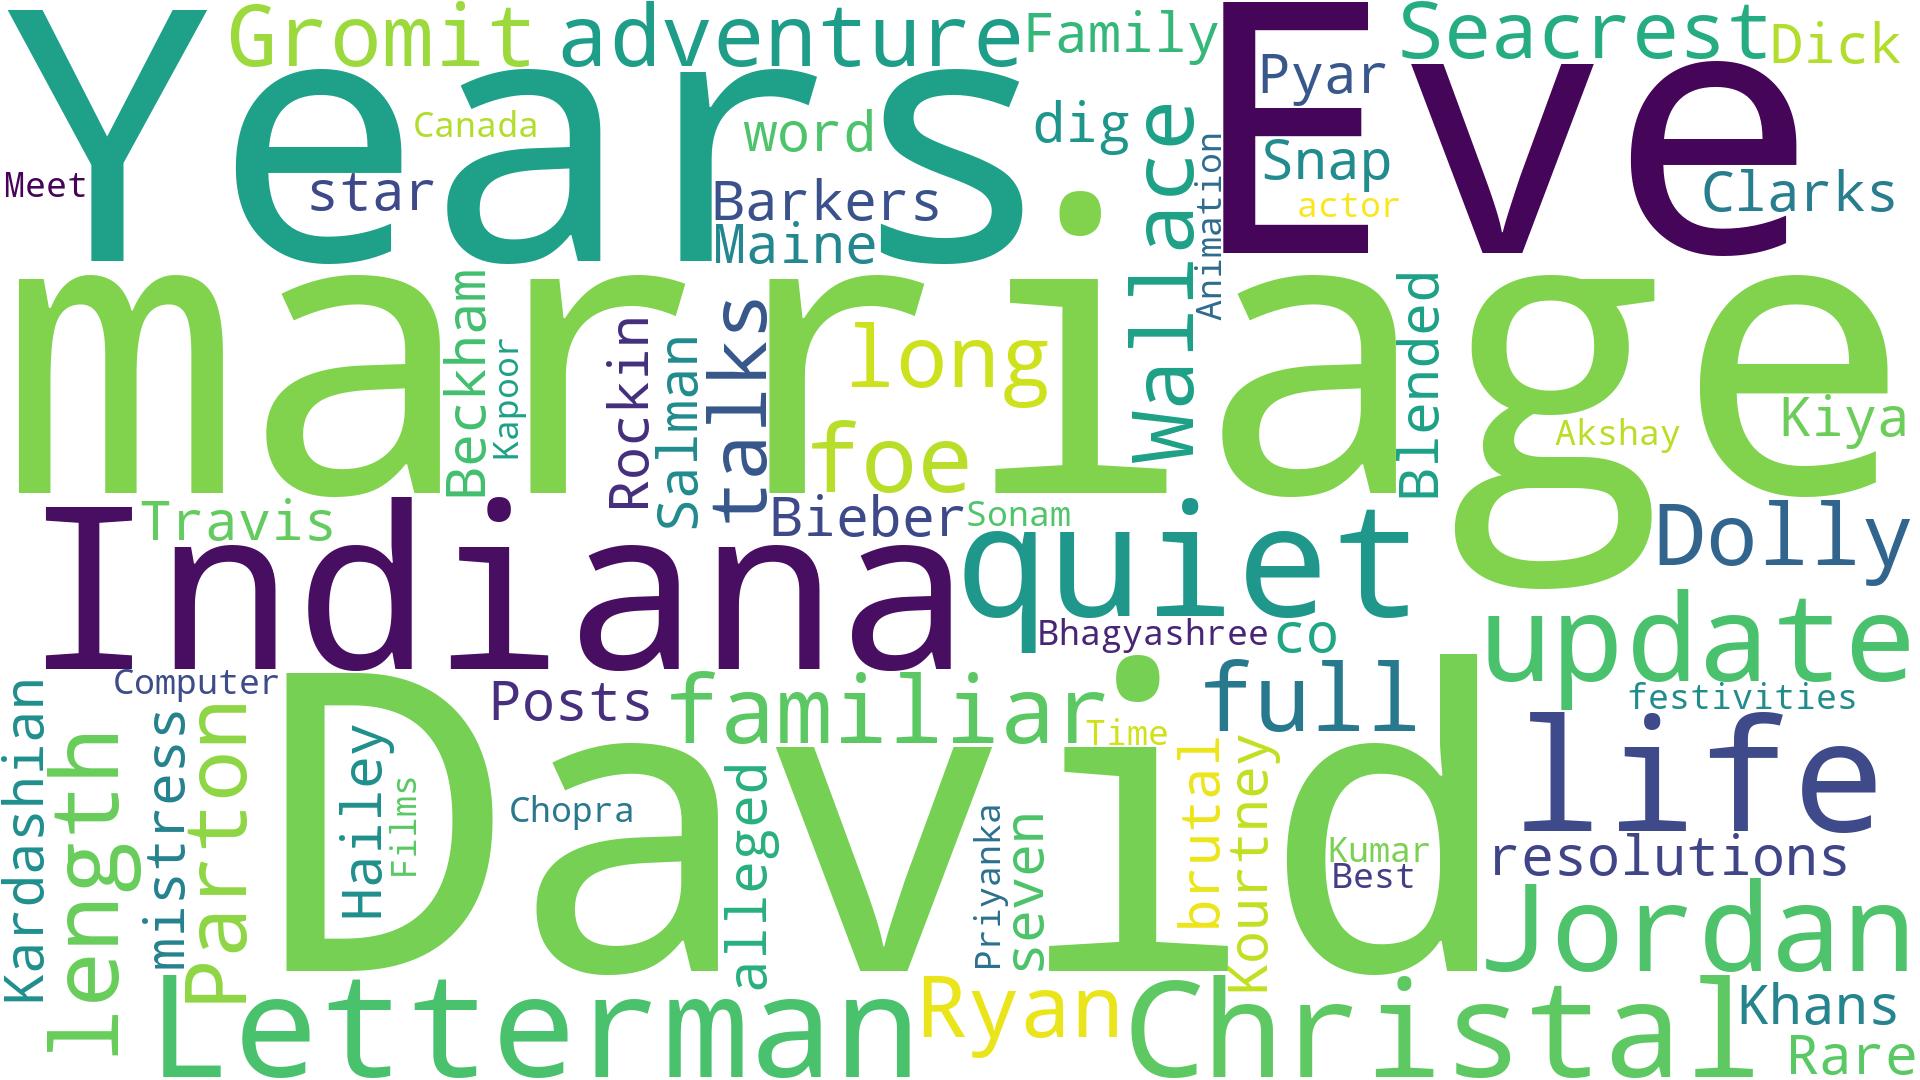 Years
Gromit
adventure
Family
Eve
Seacrest
Dick
Pyar
Canada
word
dig
Wallace
Animation
Snap
Meet
star
Barkers
actor
Clarks
Maine
marriage
Beckham
Kapoor
Rockin
Salman
talks
long
foe
Blended
Akshay
Kiya
Indiana
Travis
Bieber
Sonam
quiet
Dolly
Bhagyashree
co
update
Computer
Posts
familiar
Time
full
festivities
Kardashian
length
mistress
Parton
David
Hailey
Films
Chopra
alleged
Priyanka
seven
brutal
Kourtney
Kumar
Best
life
resolutions
Jordan
Letterman
Ryan
Christal
Khans
Rare